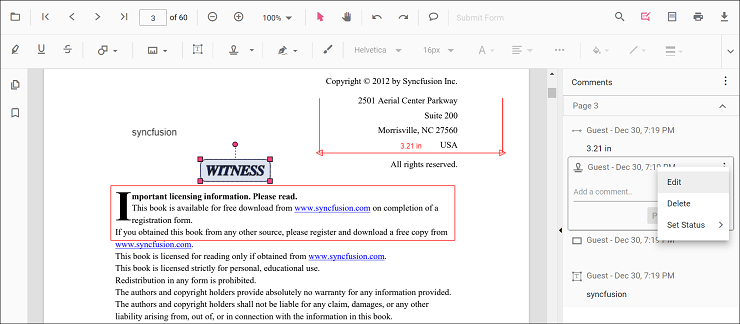 3 of 60 100% Submit Form
Helvetica 16px
Copyright © 2012 by Syncfusion Inc.
2501 Aerial Center Parkway
Suite 200
Morrisville, NC 27560
3.21 in USA
All rights reserved.
syncfusion
WITNESS
Important licensing information. Please read.
This book is available for free download from www.syncfusion.com on completion of a
registration form.
If you obtained this book from any other source, please register and download a free copy from
www.syncfusion.com.
This book is licensed for reading only if obtained from www.syncfusion.com.
This book is licensed strictly for personal, educational use.
Redistribution in any form is prohibited.
The authors and copyright holders provide absolutely no warranty for any information provided.
The authors and copyright holders shall not be liable for any claim, damages, or any other
liability arising from, out of, or in connection with the information in this book.
Comments
Page 3
Guest - Dec 30, 7:19 PM
3.21 in
Guest - Dec 30, 7:19 PM
Add a comment..
P
Edit
Delete
Set Status
Guest - Dec 30, 7:19 PM
Guest - Dec 30, 7:19 PM
syncfusion